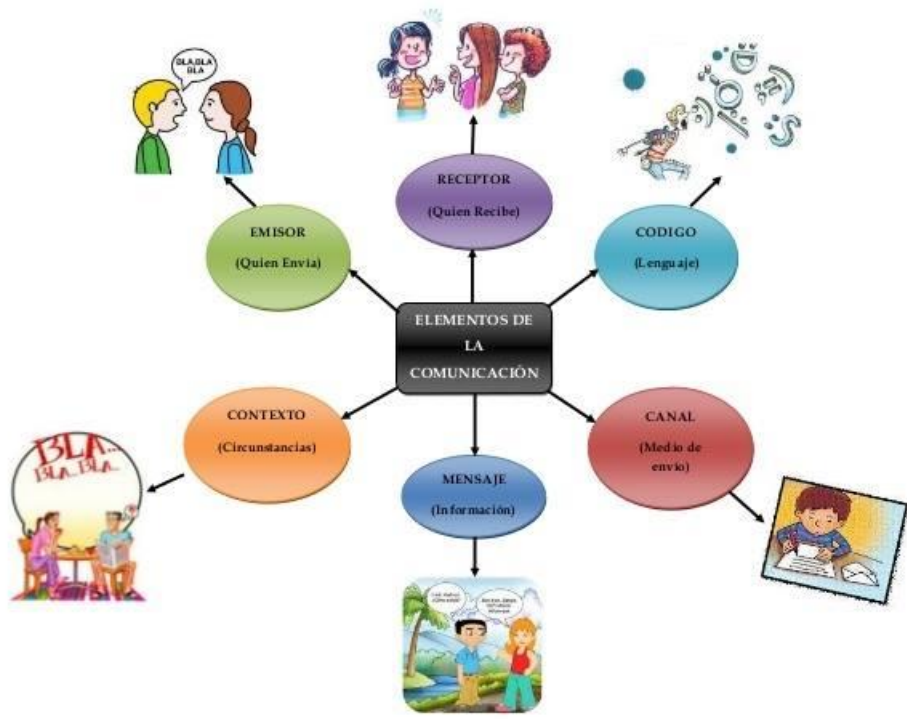 BLA,BLA
BLA
RECEPTOR
(Quien Recibe)
EMISOR
(Quien Envia)
CODIGO
(Lenguaje)
ELEMENTOS DE
LA
COMUNICACIÓN
CONTEXTO
(Circunstancias)
CANAL
(Medio de
envío)
MENSAJE
(Información)
BLA...
BLA...BLA...